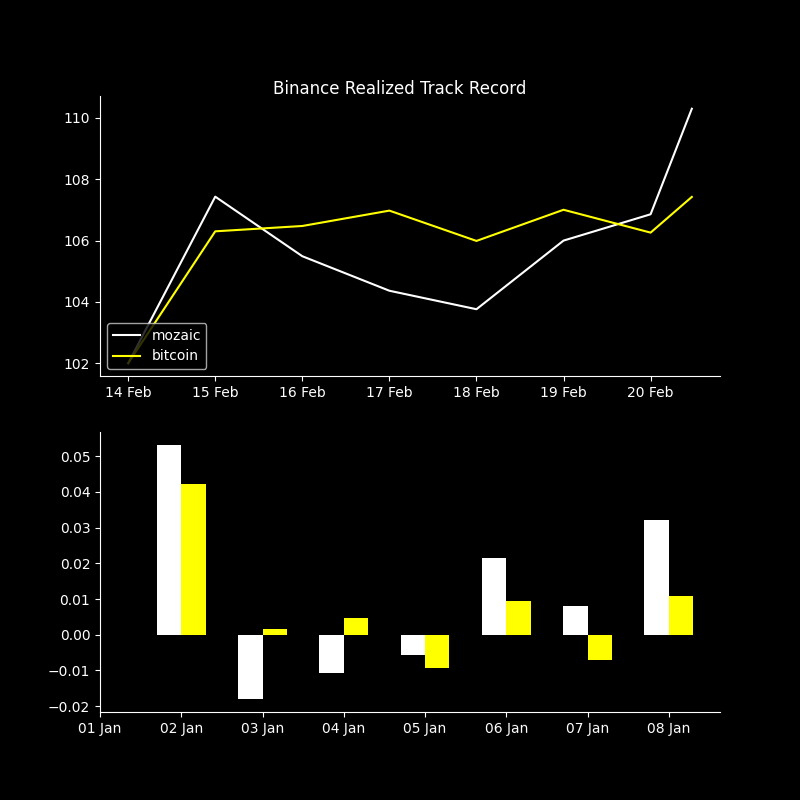 Binance Realized Track Record
110
108
106
104
102
mozaic
bitcoin
14 Feb 15 Feb 16 Feb 17 Feb 18 Feb 19 Feb 20 Feb
0.05
0.04
0.03
0.02
0.01
0.00
−0.01
−0.02
01 Jan 02 Jan 03 Jan 04 Jan 05 Jan 06 Jan 07 Jan 08 Jan